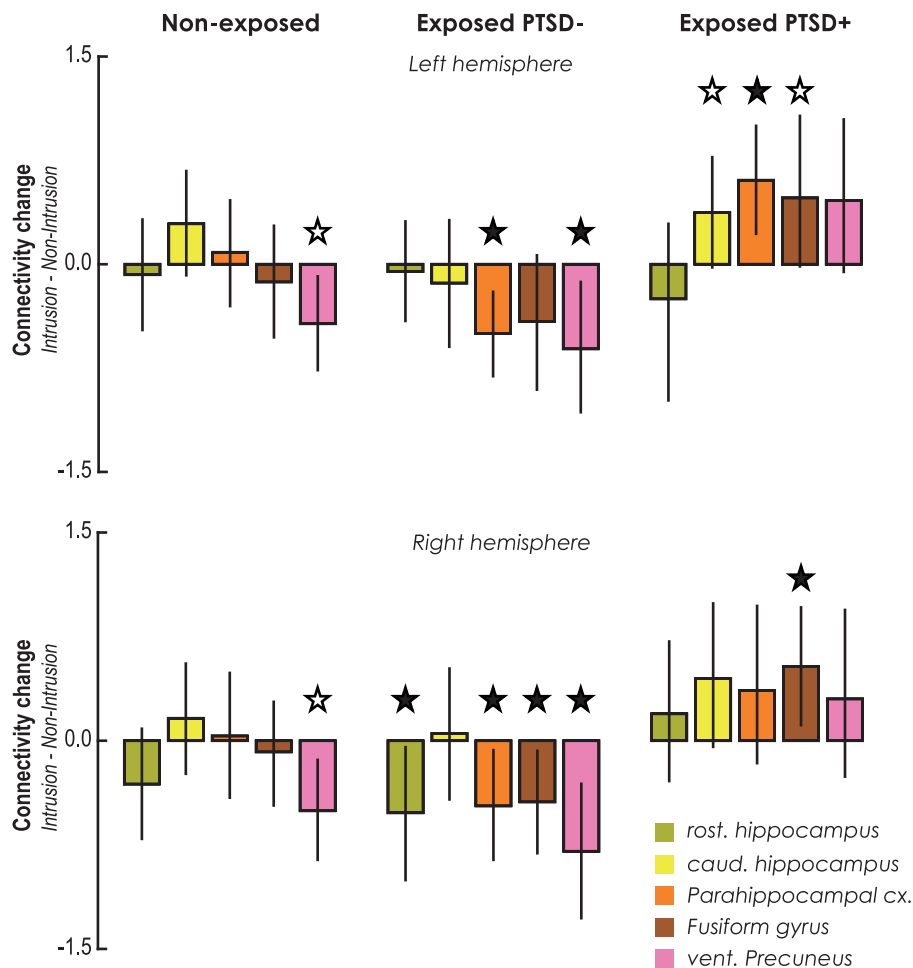 Non-exposed Exposed PTSD- Exposed PTSD+
Left hemisphere
1.5
0.0
-1.5
Connectivity change
Intrusion - Non-Intrusion
Right hemisphere
1.5
0.0
-1.5
Connectivity change
Intrusion - Non-Intrusion
rost. hippocampus
caud. hippocampus
Parahippocampal cx.
Fusiform gyrus
vent. Precuneus